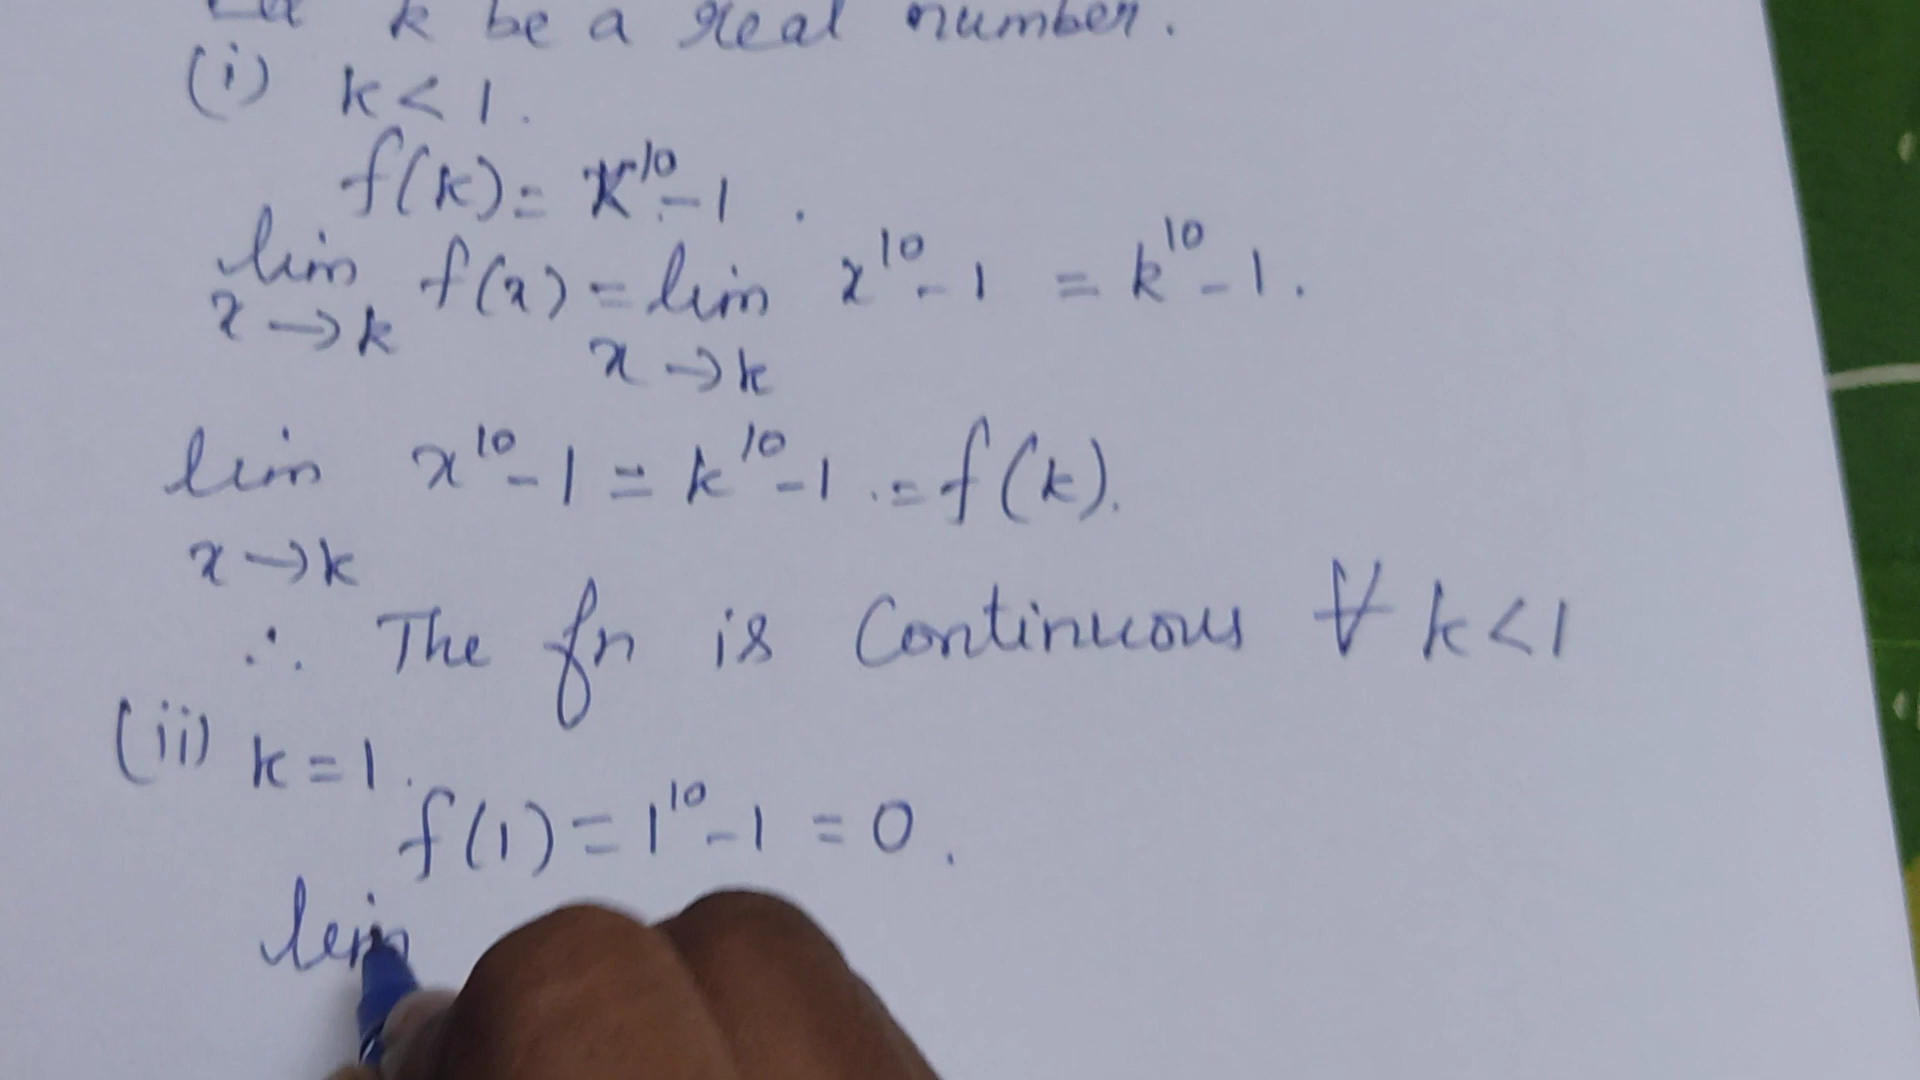 k be a real number.
(i) k < 1.
f(k) = k¹⁰ - 1.
lim f(x) = lim x¹⁰ - 1 = k¹⁰ - 1.
x → k x → k
lim x¹⁰ - 1 = k¹⁰ - 1. = f(k).
x → k
∴ The fn is Continuous ∀ k < 1
(ii) k = 1.
f(1) = 1¹⁰ - 1 = 0.
lim